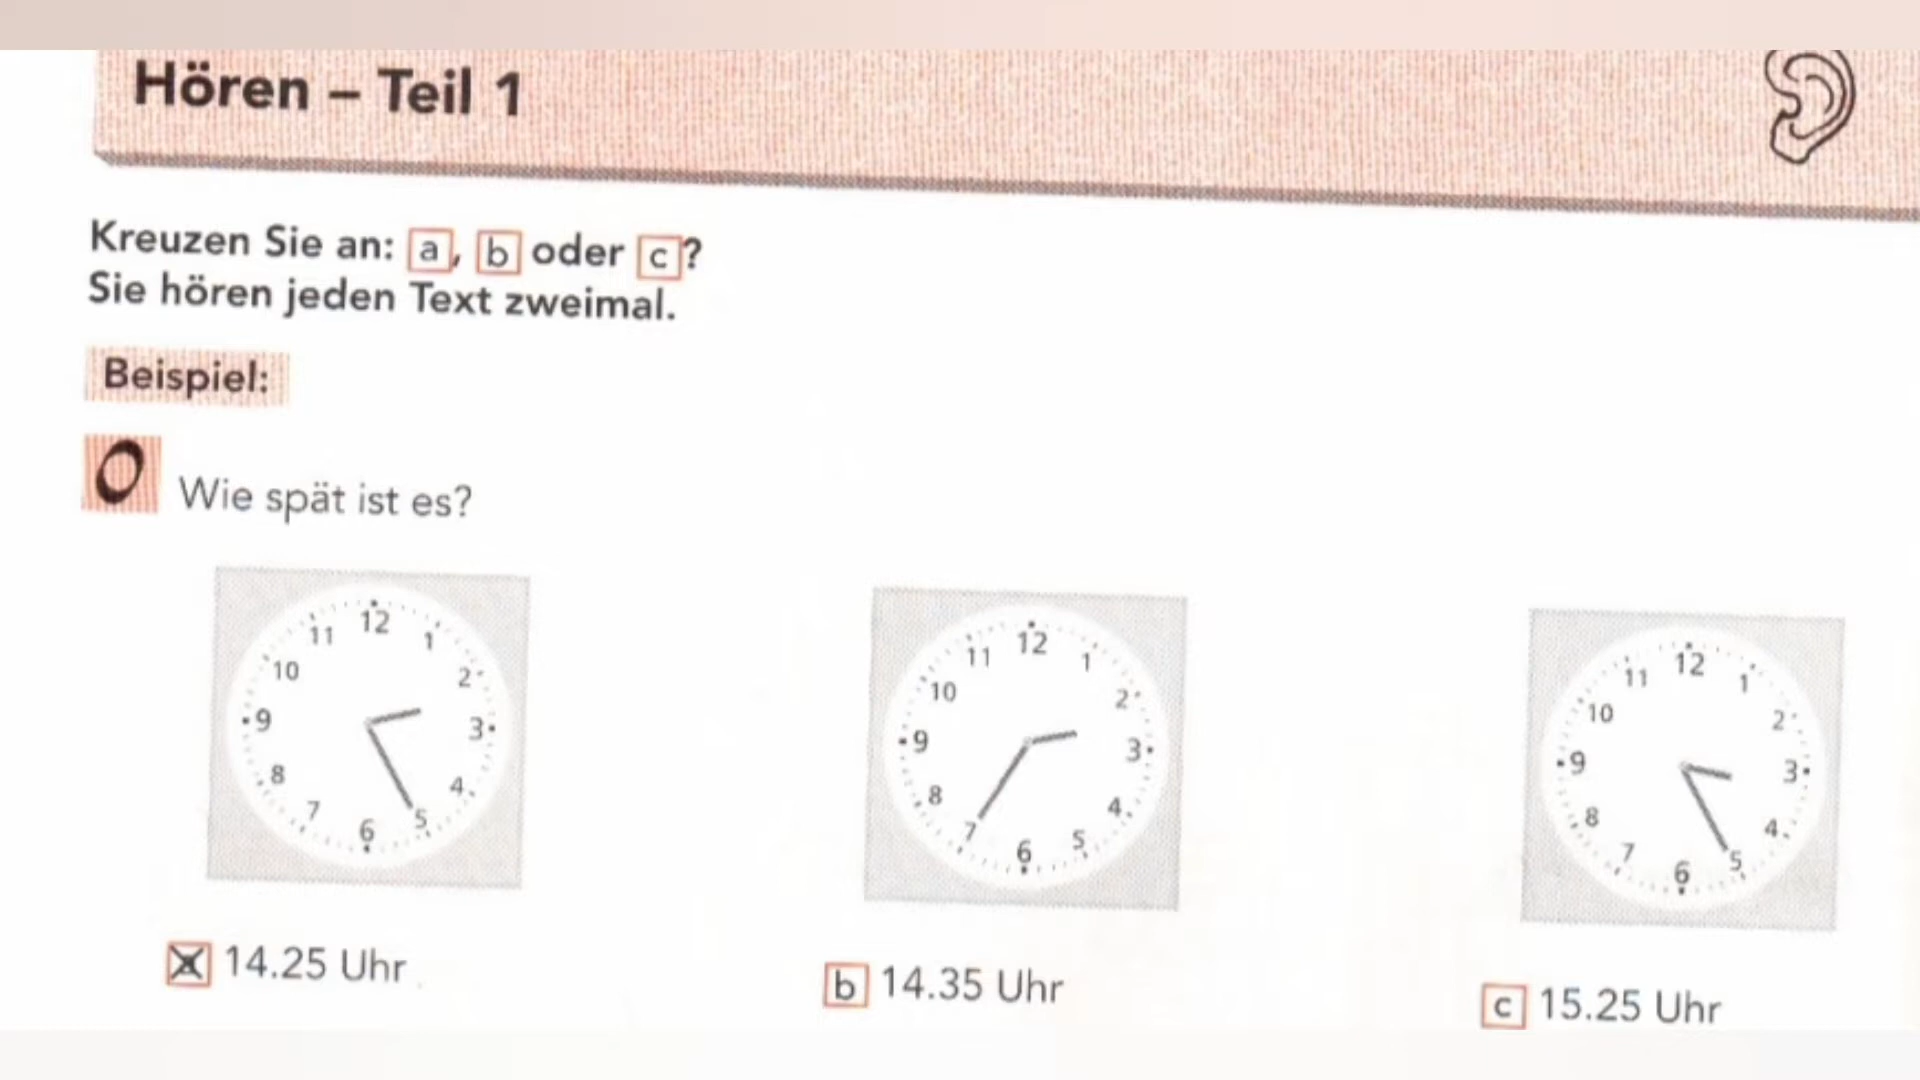 Hören – Teil 1
Kreuzen Sie an: a, b oder c?
Sie hören jeden Text zweimal.
Beispiel:
0 Wie spät ist es?
12 1 2 3 4 5 6 7 8 9 10 11
12 1 2 3 4 5 6 7 8 9 10 11
12 1 2 3 4 5 6 7 8 9 10 11
a 14.25 Uhr
b 14.35 Uhr
c 15.25 Uhr